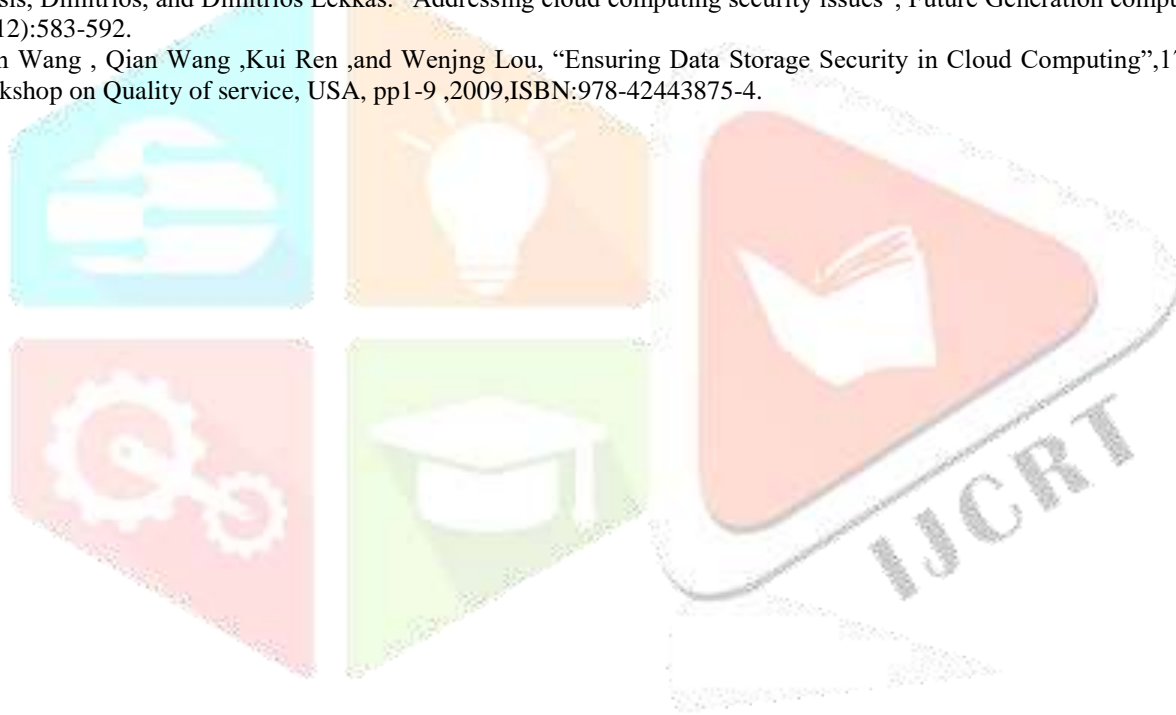 sis, Dimitrios, and Dimitrios Lekkas. "Addressing cloud computing security issues", Future Generation comp
12):583-592.
n Wang , Qian Wang ,Kui Ren ,and Wenjng Lou, “Ensuring Data Storage Security in Cloud Computing”,1
kshop on Quality of service, USA, pp1-9 ,2009,ISBN:978-42443875-4.
IJCRT